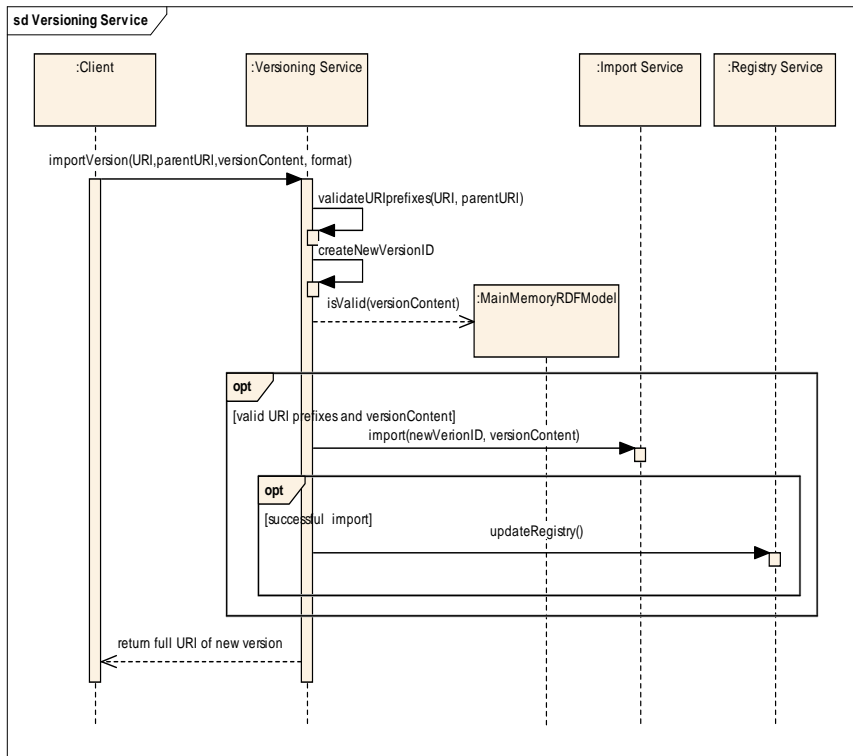 sd Versioning Service
:Client
:Versioning Service
:Import Service
:Registry Service
importVersion(URI,parentURI,versionContent, format)
validateURIprefixes(URI, parentURI)
createNewVersionID
isValid(versionContent)
:MainMemoryRDFModel
opt
[valid URI prefixes and versionContent]
import(newVerionID, versionContent)
opt
[successful import]
updateRegistry()
return full URI of new version